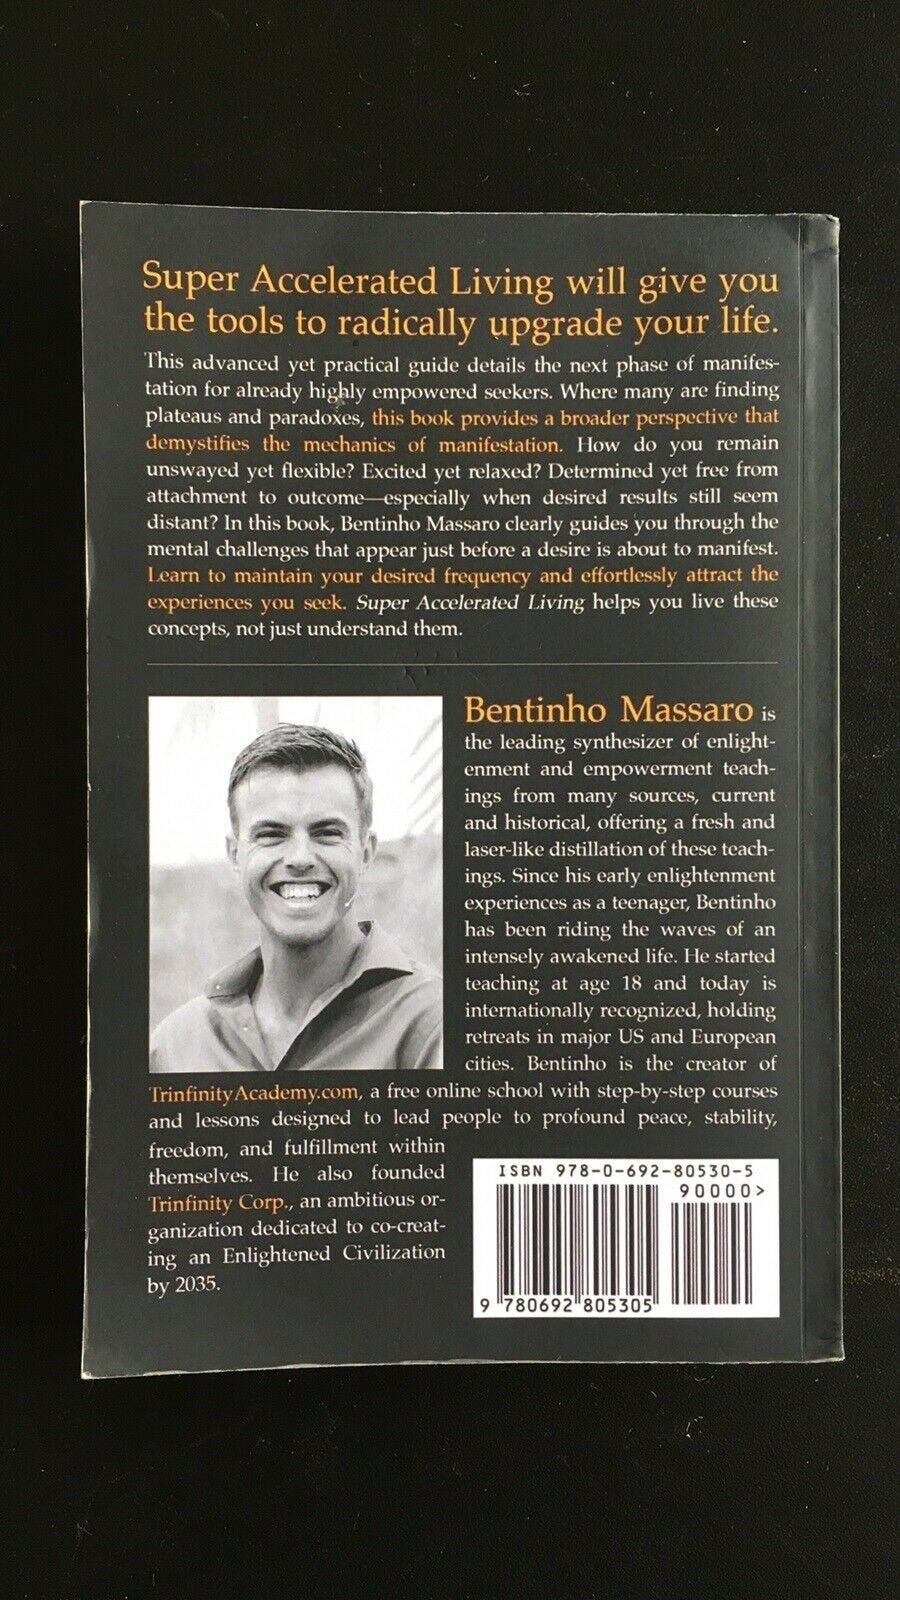 Super Accelerated Living will give you
the tools to radically upgrade your life.
This advanced yet practical guide details the next phase of manifes-
tation for already highly empowered seekers. Where many are finding
plateaus and paradoxes, this book provides a broader perspective that
demystifies the mechanics of manifestation. How do you remain
unswayed yet flexible? Excited yet relaxed? Determined yet free from
attachment to outcome—especially when desired results still seem
distant? In this book, Bentinho Massaro clearly guides you through the
mental challenges that appear just before a desire is about to manifest.
Learn to maintain your desired frequency and effortlessly attract the
experiences you seek. Super Accelerated Living helps you live these
concepts, not just understand them.
Bentinho Massaro is
the leading synthesizer of enlight-
enment and empowerment teach-
ings from many sources, current
and historical, offering a fresh and
laser-like distillation of these teach-
ings. Since his early enlightenment
experiences as a teenager, Bentinho
has been riding the waves of an
intensely awakened life. He started
teaching at age 18 and today is
internationally recognized, holding
retreats in major US and European
cities. Bentinho is the creator of
TrinfinityAcademy.com, a free online school with step-by-step courses
and lessons designed to lead people to profound peace, stability,
freedom, and fulfillment within
themselves. He also founded
Trinfinity Corp., an ambitious or-
ganization dedicated to co-creat-
ing an Enlightened Civilization
by 2035.
ISBN 978-0-692-80530-5
90000>
9 780692 805305